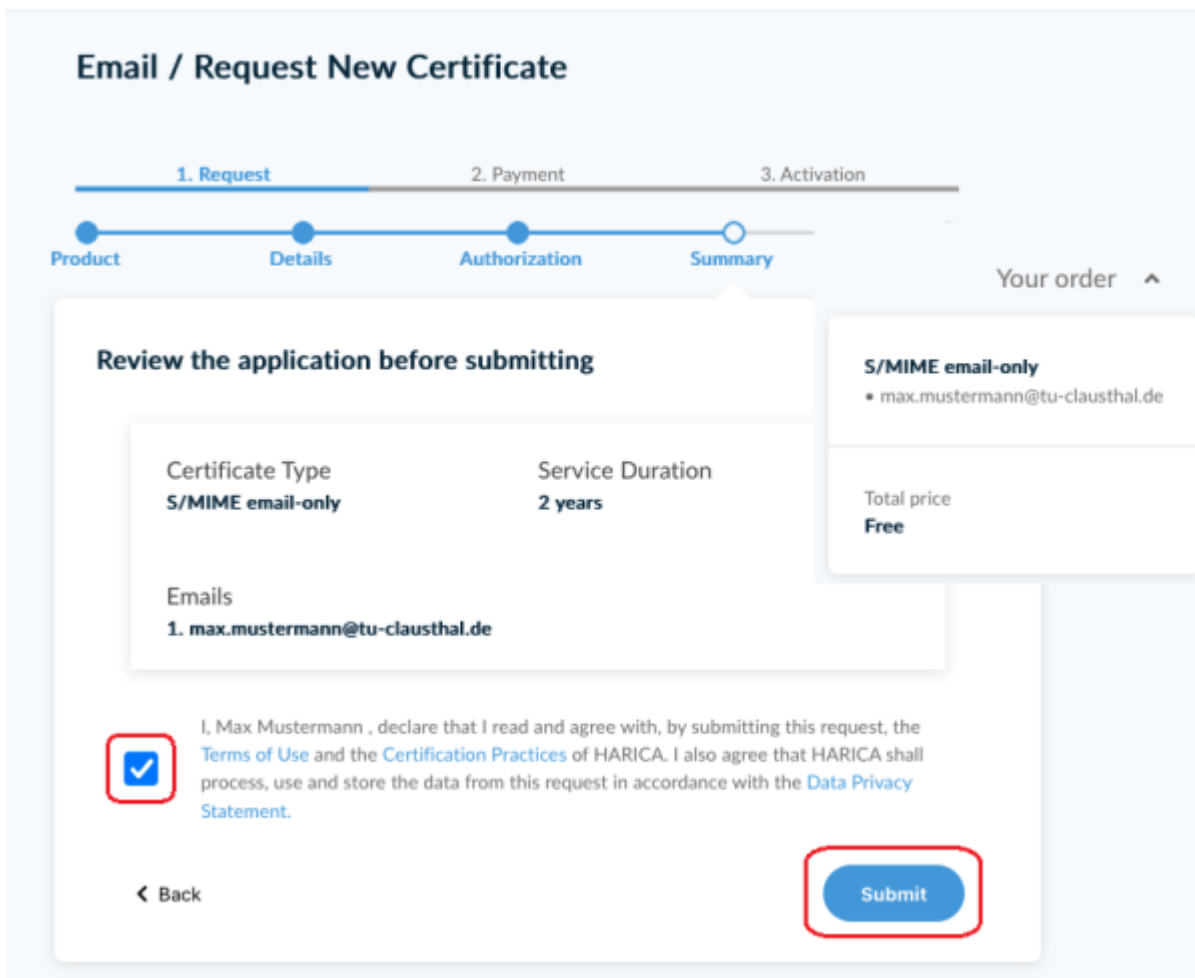 Email / Request New Certificate
1. Request
2. Payment
3. Activation
Product
Details
Authorization
Summary
Your order
Review the application before submitting
Certificate Type
S/MIME email-only
Service Duration
2 years
Emails
1. max.mustermann@tu-clausthal.de
S/MIME email-only
• max.mustermann@tu-clausthal.de
Total price
Free
I, Max Mustermann , declare that I read and agree with, by submitting this request, the
Terms of Use and the Certification Practices of HARICA. I also agree that HARICA shall
process, use and store the data from this request in accordance with the Data Privacy
Statement.
Back
Submit